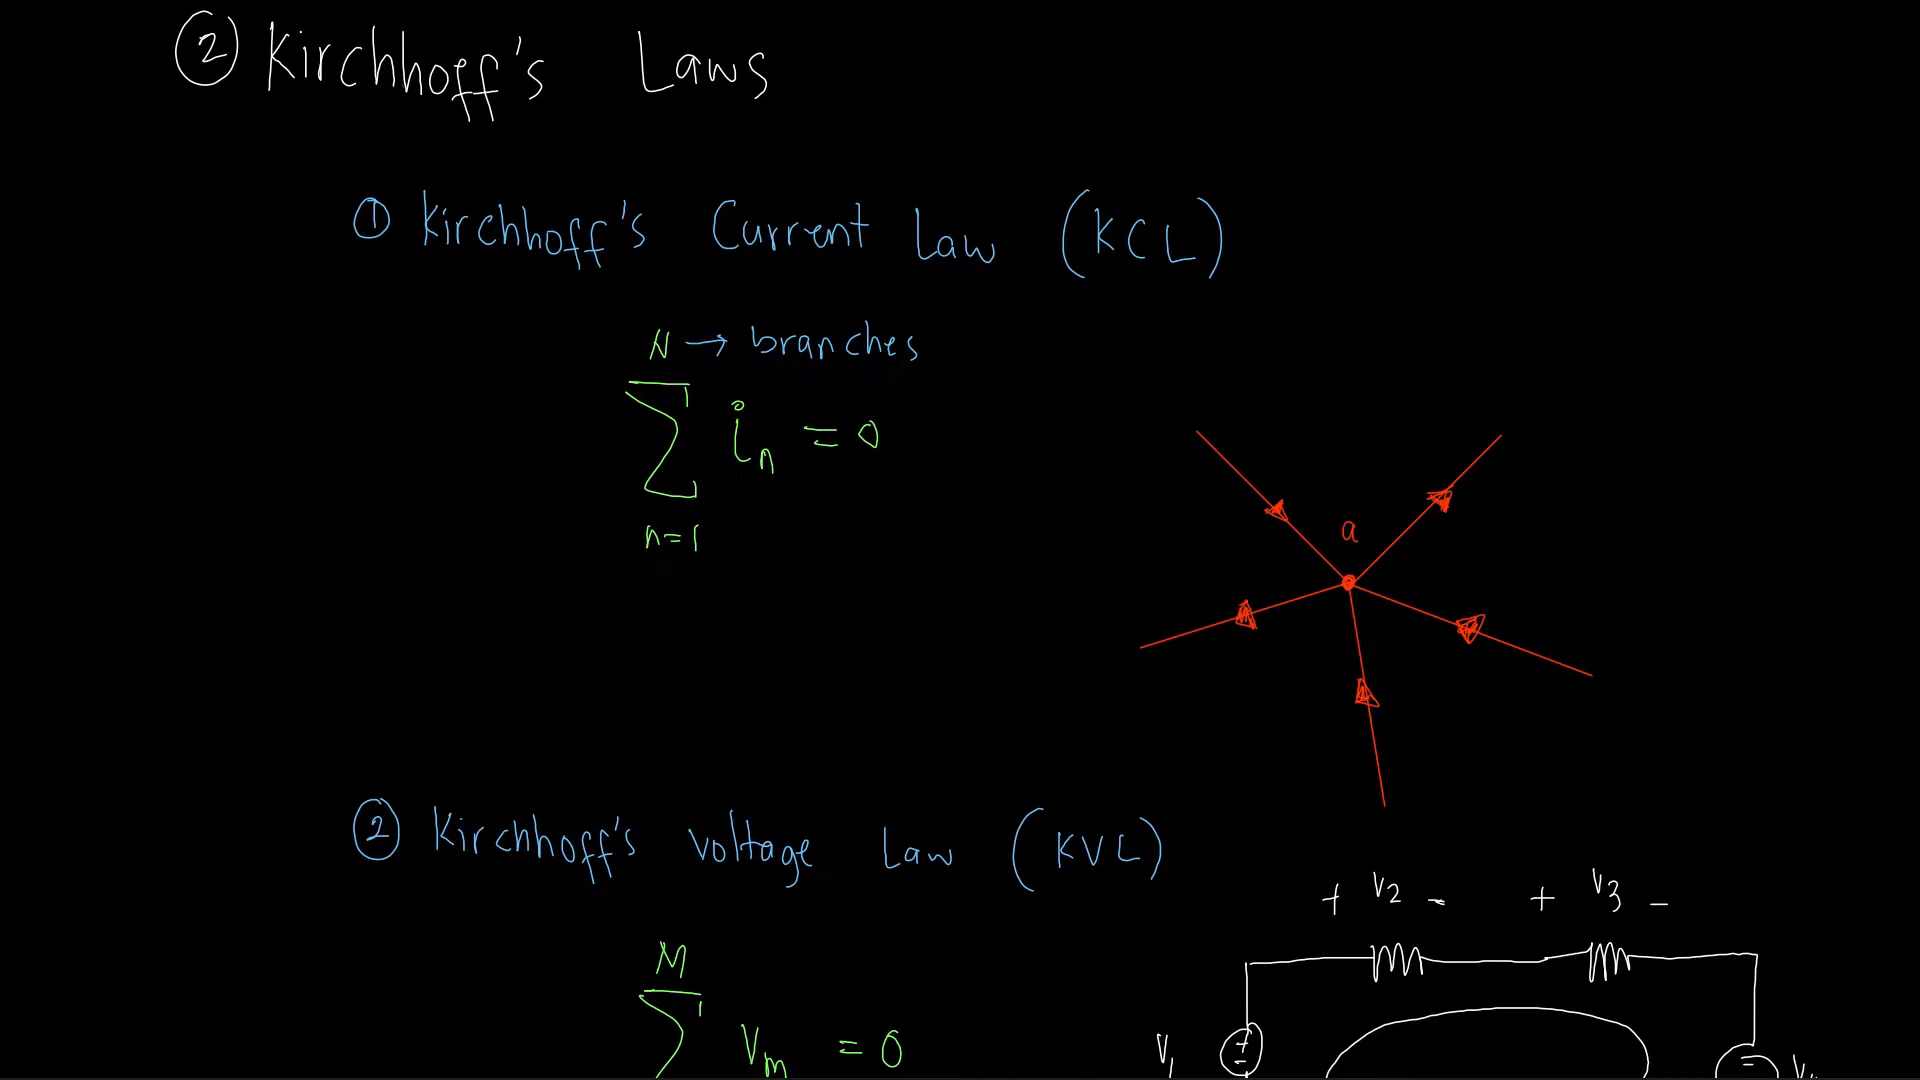 ② Kirchhoff's Laws
① Kirchhoff's Current Law (KCL)
N → branches
∑ iₙ = 0
n=1
a
② Kirchhoff's voltage Law (KVL)
+ V2 - + V3 -
M
∑ Vₘ = 0
V₁ + -